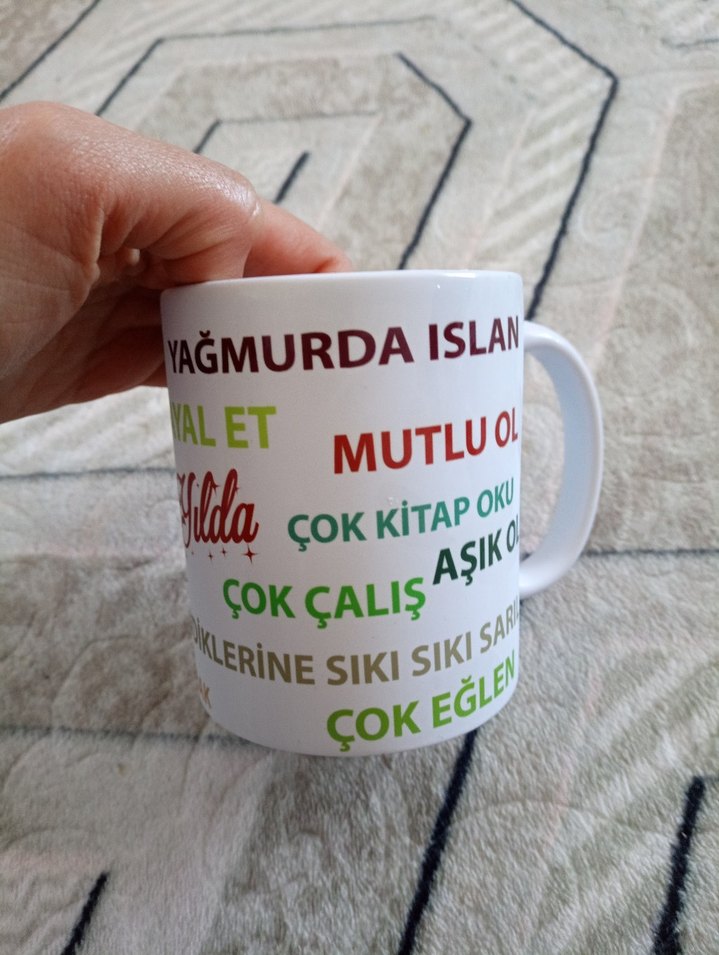 YAĞMURDA ISLAN
YAL ET
MUTLU OL
Yılda
ÇOK KİTAP OKU
AŞIK OL
ÇOK ÇALIŞ
DİKLERİNE SIKI SIKI SARIL
ÇOK EĞLEN